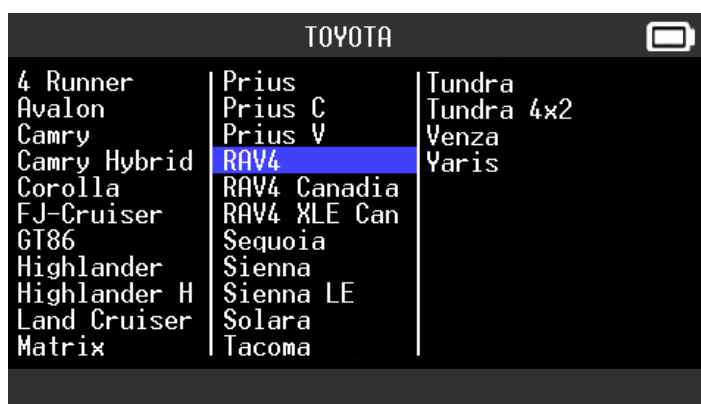 TOYOTA
4 Runner
Avalon
Camry
Camry Hybrid
Corolla
FJ-Cruiser
GT86
Highlander
Highlander H
Land Cruiser
Matrix
Prius
Prius C
Prius V
RAV4
RAV4 Canadia
RAV4 XLE Can
Sequoia
Sienna
Sienna LE
Solara
Tacoma
Tundra
Tundra 4x2
Venza
Yaris